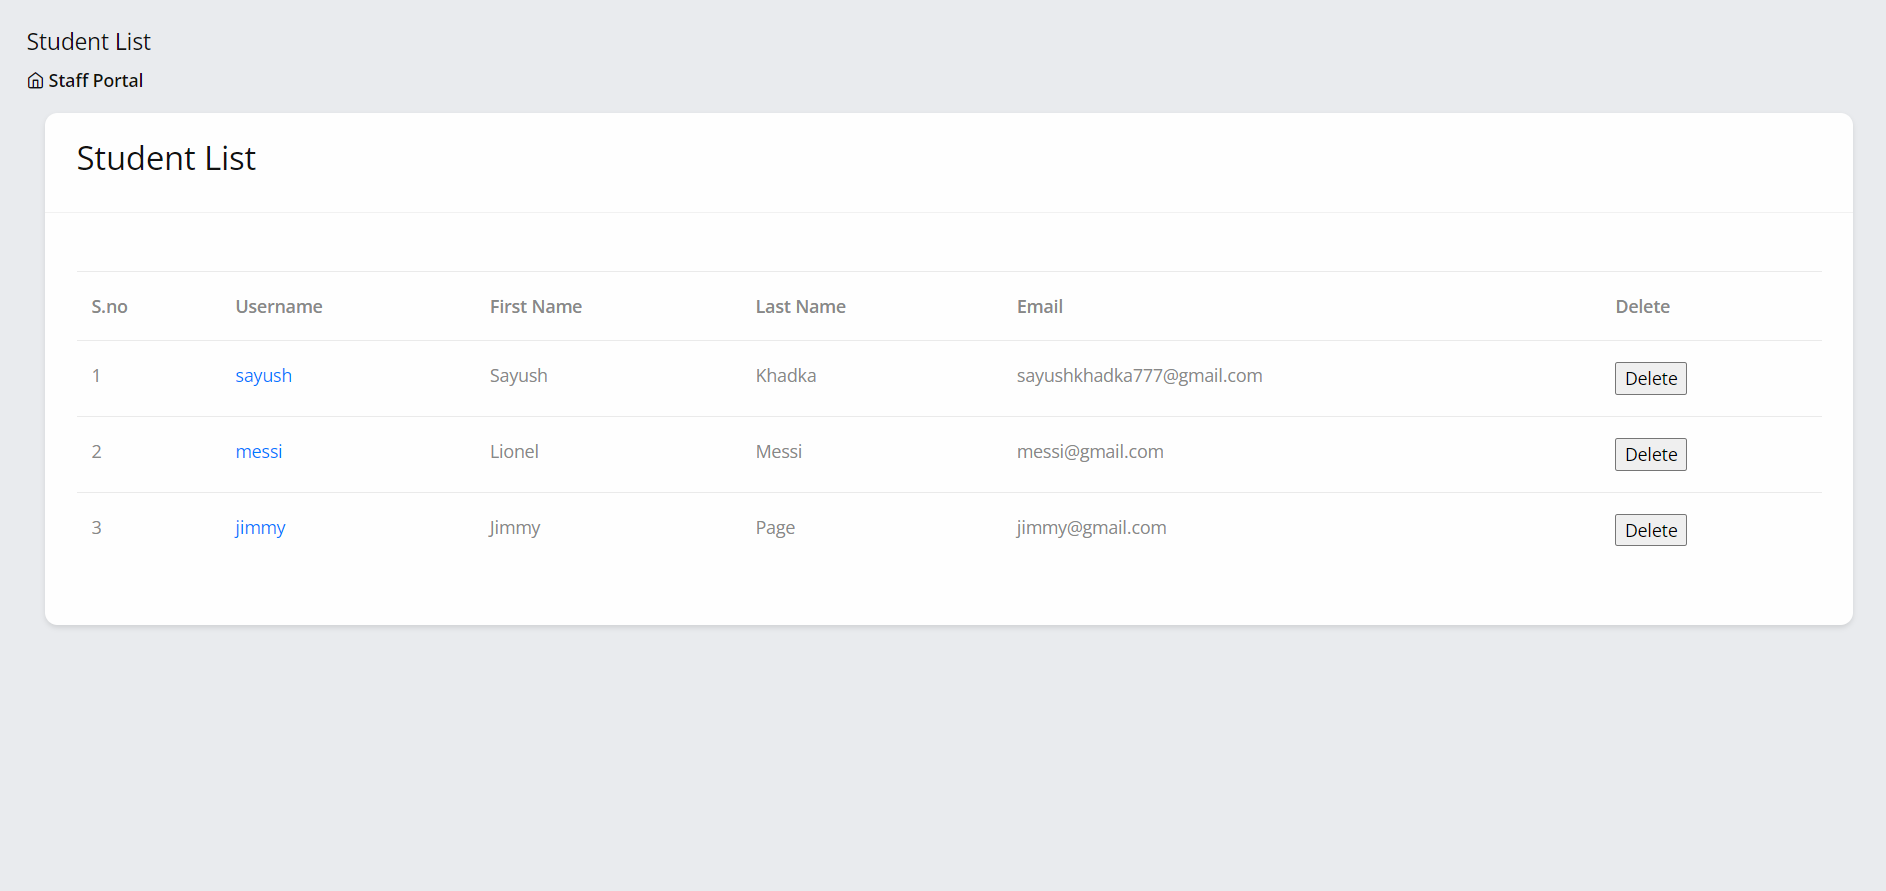 Student List
Staff Portal
Student List
S.no Username First Name Last Name Email Delete
1 sayush Sayush Khadka sayushkhadka777@gmail.com Delete
2 messi Lionel Messi messi@gmail.com Delete
3 jimmy Jimmy Page jimmy@gmail.com Delete